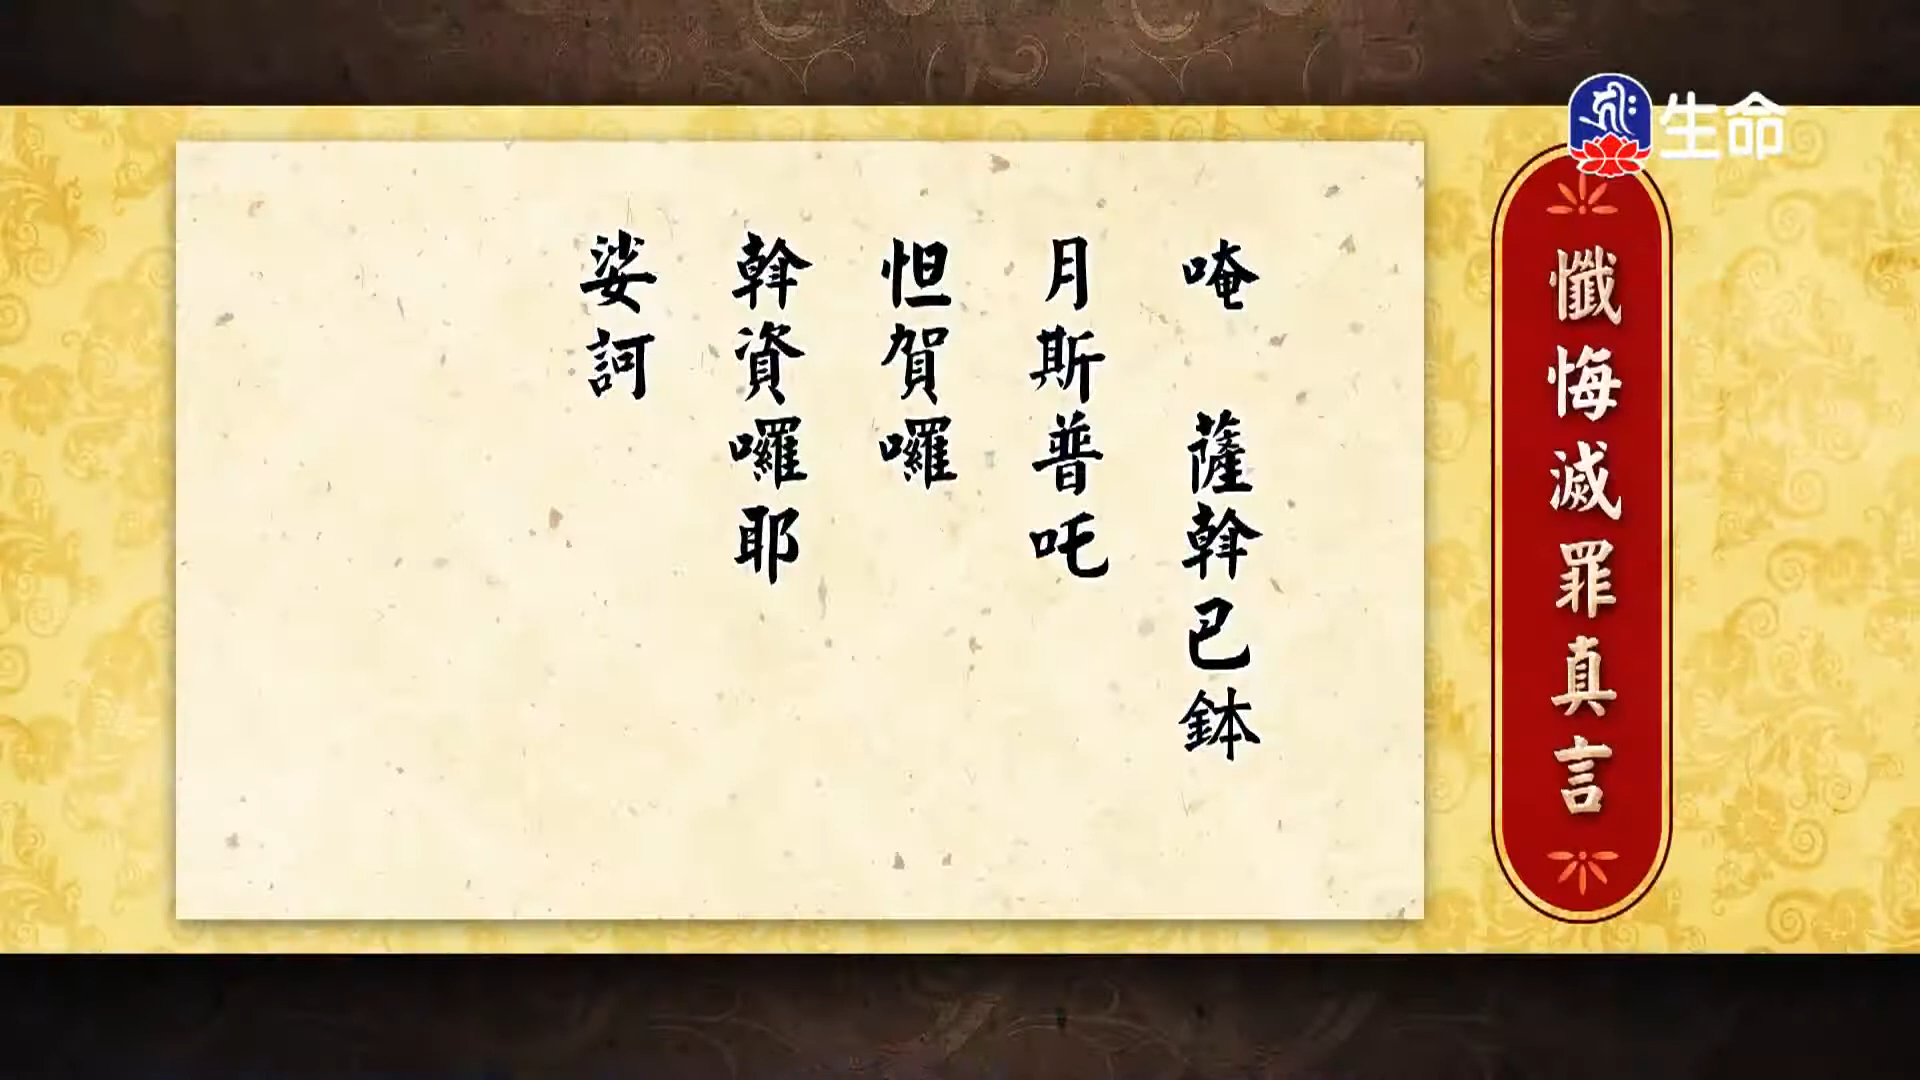 生命
懺悔滅罪真言
唵 薩斡巴鉢
月斯普吒
怛賀囉
斡資囉耶
娑訶